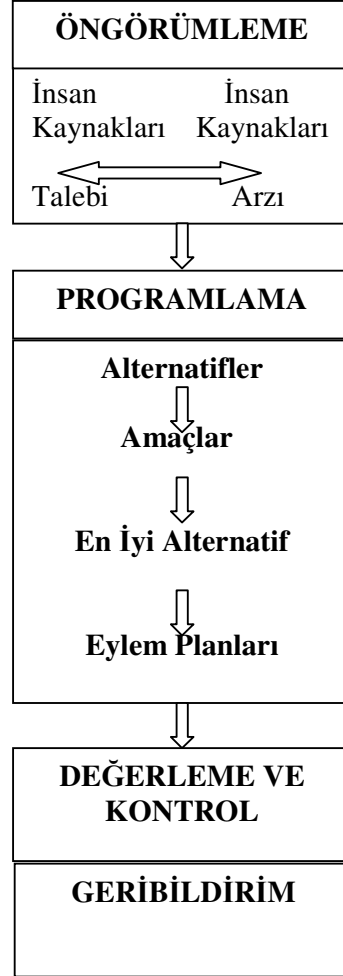 ÖNGÖRÜMLEME
İnsan İnsan
Kaynakları Kaynakları
Talebi Arzı
PROGRAMLAMA
Alternatifler
Amaçlar
En İyi Alternatif
Eylem Planları
DEĞERLEME VE
KONTROL
GERİBİLDİRİM